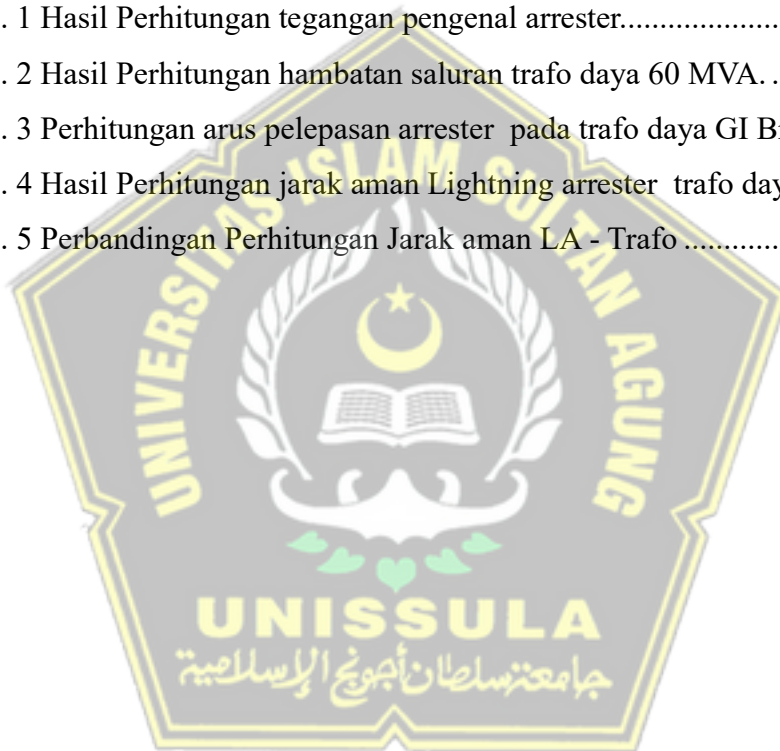 . 1 Hasil Perhitungan tegangan pengenal arrester....................
. 2 Hasil Perhitungan hambatan saluran trafo daya 60 MVA. .
. 3 Perhitungan arus pelepasan arrester pada trafo daya GI B
. 4 Hasil Perhitungan jarak aman Lightning arrester trafo day
. 5 Perbandingan Perhitungan Jarak aman LA - Trafo ............
UNIVERSITAS ISLAM SULTAN AGUNG
UNISSULA
جامعة سلطان أجونج الإسلامية